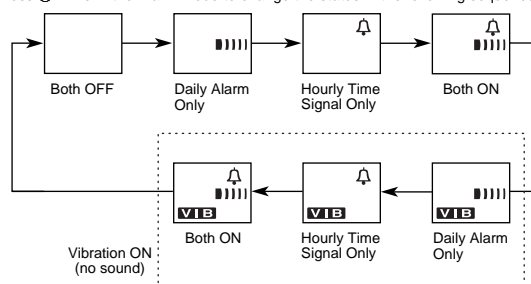 Both OFF
Daily Alarm
Only
Hourly Time
Signal Only
Both ON
VIB
VIB
VIB
Both ON
Hourly Time
Signal Only
Daily Alarm
Only
Vibration ON
(no sound)